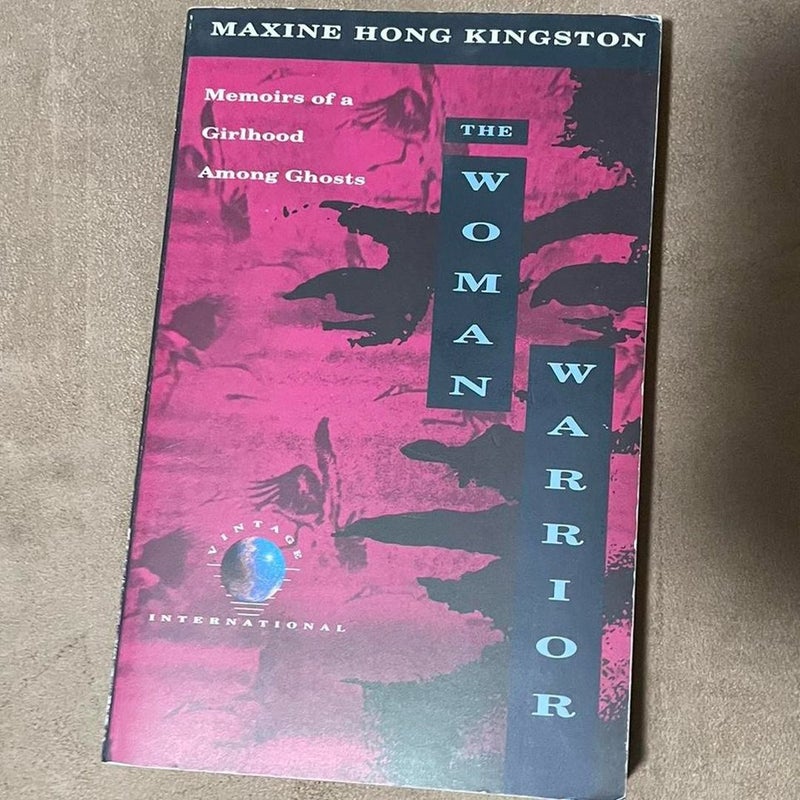 MAXINE HONG KINGSTON
Memoirs of a
Girlhood
Among Ghosts
THE
WOMAN
WARRIOR
VINTAGE
INTERNATIONAL